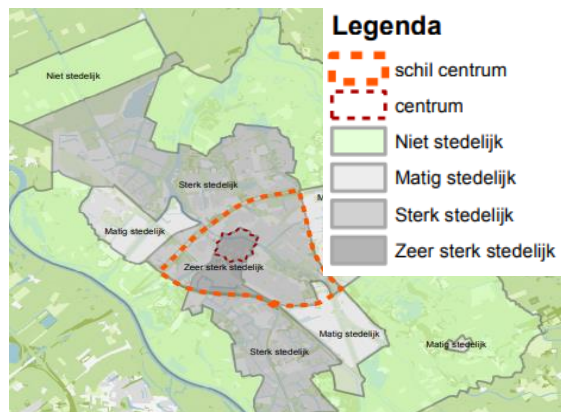 Legenda
schil centrum
centrum
Niet stedelijk
Matig stedelijk
Sterk stedelijk
Zeer sterk stedelijk
Niet stedelijk
Sterk stedelijk
Matig stedelijk
M
Zeer sterk stedelijk
Matig stedelijk
Matig stedelijk
Sterk stedelijk